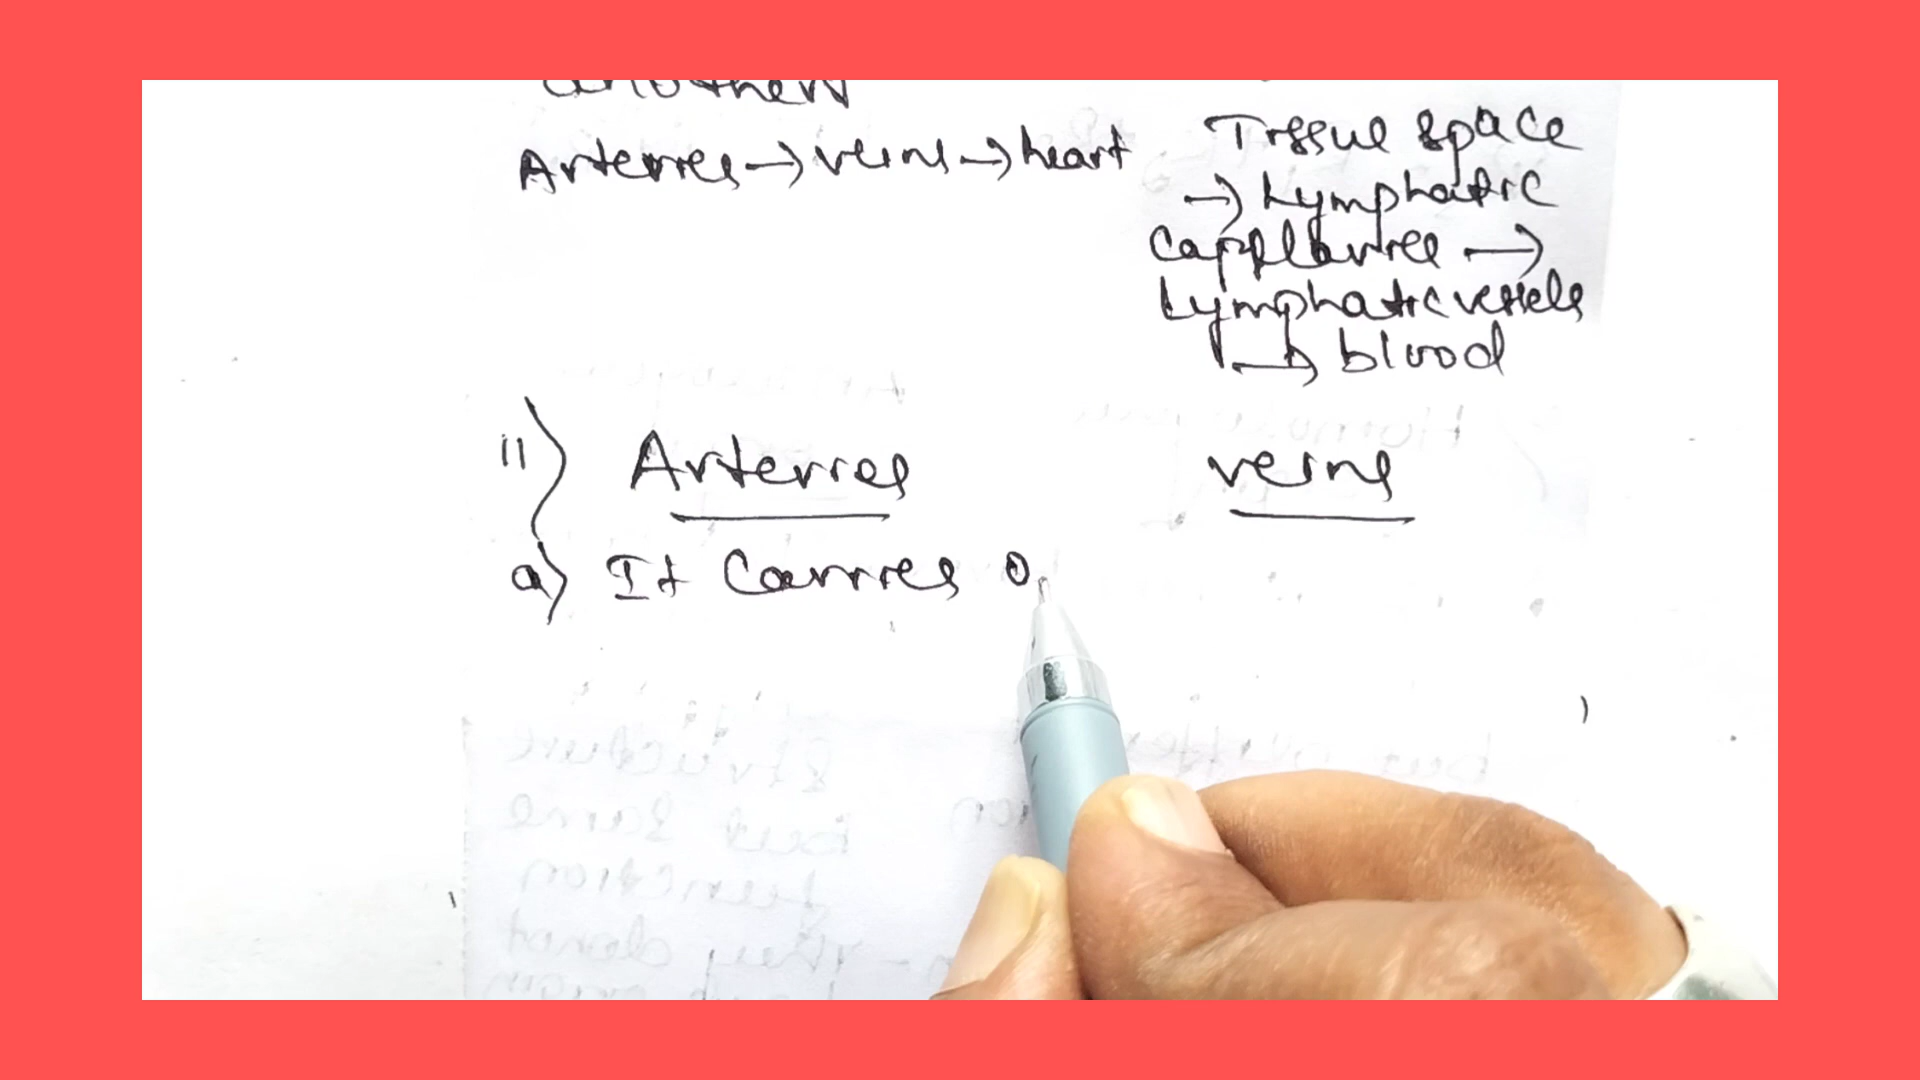 Arteries → veins → heart
Tissue space
→ Lymphatic
Capillaries →
Lymphatic vessels
→ blood
ii) Arteries veins
a) It Carries o